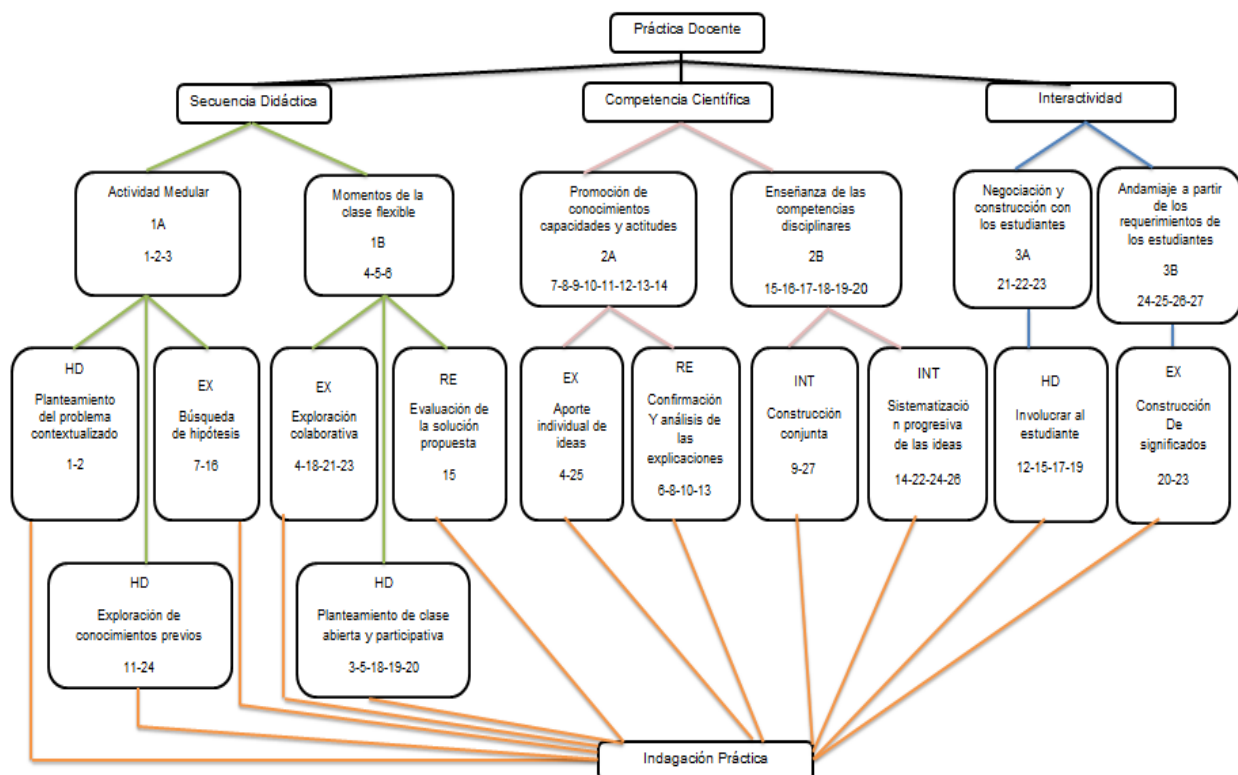 Práctica Docente
Secuencia Didáctica
Competencia Científica
Interactividad
Actividad Medular
1A
1-2-3
Momentos de la
clase flexible
1B
4-5-6
Promoción de
conocimientos
capacidades y actitudes
2A
7-8-9-10-11-12-13-14
Enseñanza de las
competencias
disciplinares
2B
15-16-17-18-19-20
Negociación y
construcción con
los estudiantes
3A
21-22-23
Andamiaje a partir
de los
requerimientos de
los estudiantes
3B
24-25-26-27
HD
Planteamiento
del problema
contextualizado
1-2
EX
Búsqueda
de hipótesis
7-16
EX
Exploración
colaborativa
4-18-21-23
RE
Evaluación de
la solución
propuesta
15
EX
Aporte
individual de
ideas
4-25
RE
Confirmación
Y análisis de
las
explicaciones
6-8-10-13
INT
Construcción
conjunta
9-27
INT
Sistematizació
n progresiva
de las ideas
14-22-24-26
HD
Involucrar al
estudiante
12-15-17-19
EX
Construcción
De
significados
20-23
HD
Exploración de
conocimientos previos
11-24
HD
Planteamiento de clase
abierta y participativa
3-5-18-19-20
Indagación Práctica